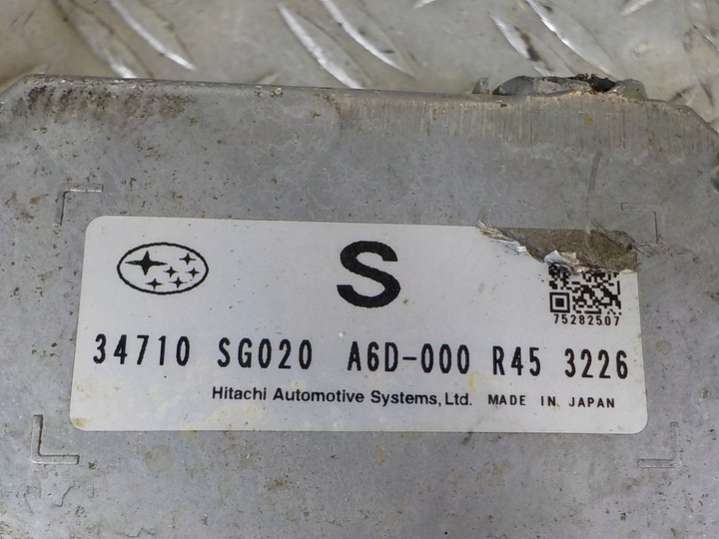 S
75282507
34710 SG020 A6D-000 R45 3226
Hitachi Automotive Systems, Ltd. MADE IN JAPAN